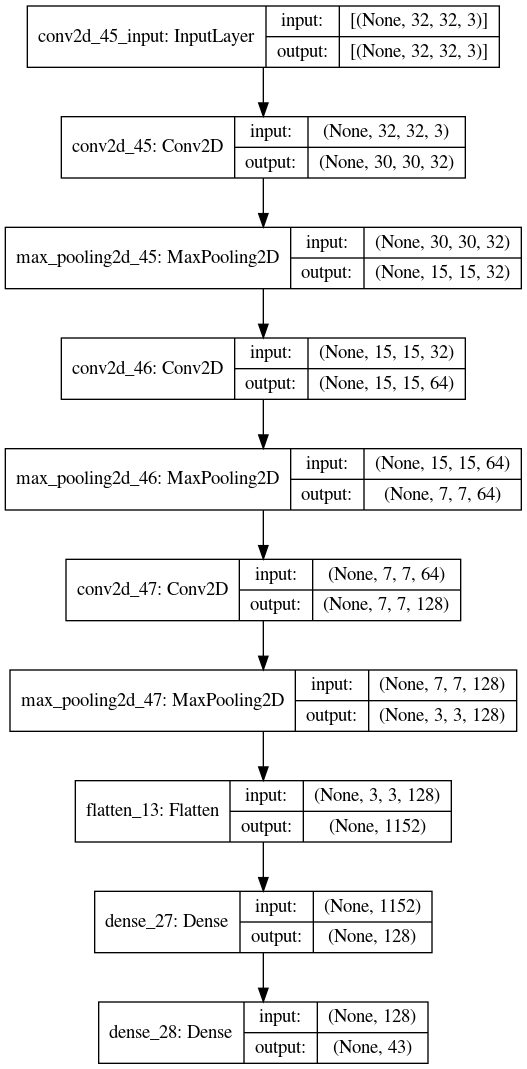 conv2d_45_input: InputLayer
input:
[(None, 32, 32, 3)]
output:
[(None, 32, 32, 3)]
conv2d_45: Conv2D
input:
(None, 32, 32, 3)
output:
(None, 30, 30, 32)
max_pooling2d_45: MaxPooling2D
input:
(None, 30, 30, 32)
output:
(None, 15, 15, 32)
conv2d_46: Conv2D
input:
(None, 15, 15, 32)
output:
(None, 15, 15, 64)
max_pooling2d_46: MaxPooling2D
input:
(None, 15, 15, 64)
output:
(None, 7, 7, 64)
conv2d_47: Conv2D
input:
(None, 7, 7, 64)
output:
(None, 7, 7, 128)
max_pooling2d_47: MaxPooling2D
input:
(None, 7, 7, 128)
output:
(None, 3, 3, 128)
flatten_13: Flatten
input:
(None, 3, 3, 128)
output:
(None, 1152)
dense_27: Dense
input:
(None, 1152)
output:
(None, 128)
dense_28: Dense
input:
(None, 128)
output:
(None, 43)